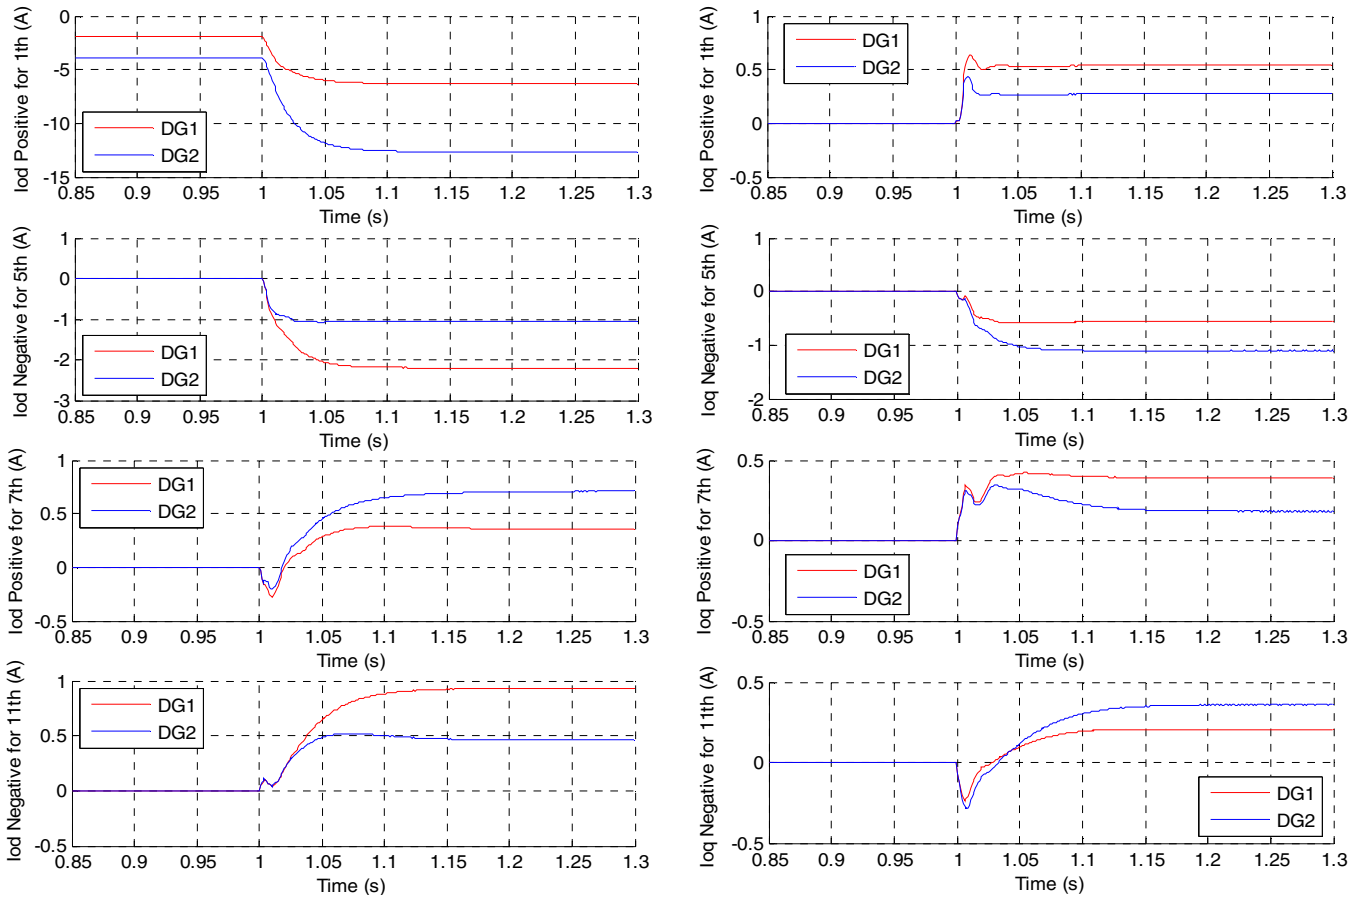 Iod Positive for 1th (A)
0
-5
-10
-15
DG1
DG2
0.85 0.9 0.95 1 1.05 1.1 1.15 1.2 1.25 1.3
Time (s)
Ioq Positive for 1th (A)
1
0.5
0
-0.5
DG1
DG2
0.85 0.9 0.95 1 1.05 1.1 1.15 1.2 1.25 1.3
Time (s)
Iod Negative for 5th (A)
1
0
-1
-2
-3
DG1
DG2
0.85 0.9 0.95 1 1.05 1.1 1.15 1.2 1.25 1.3
Time (s)
Ioq Negative for 5th (A)
1
0
-1
-2
DG1
DG2
0.85 0.9 0.95 1 1.05 1.1 1.15 1.2 1.25 1.3
Time (s)
Iod Positive for 7th (A)
1
0.5
0
-0.5
DG1
DG2
0.85 0.9 0.95 1 1.05 1.1 1.15 1.2 1.25 1.3
Time (s)
Ioq Positive for 7th (A)
0.5
0
-0.5
DG1
DG2
0.85 0.9 0.95 1 1.05 1.1 1.15 1.2 1.25 1.3
Time (s)
Iod Negative for 11th (A)
1
0.5
0
-0.5
DG1
DG2
0.85 0.9 0.95 1 1.05 1.1 1.15 1.2 1.25 1.3
Time (s)
Ioq Negative for 11th (A)
0.5
0
-0.5
DG1
DG2
0.85 0.9 0.95 1 1.05 1.1 1.15 1.2 1.25 1.3
Time (s)